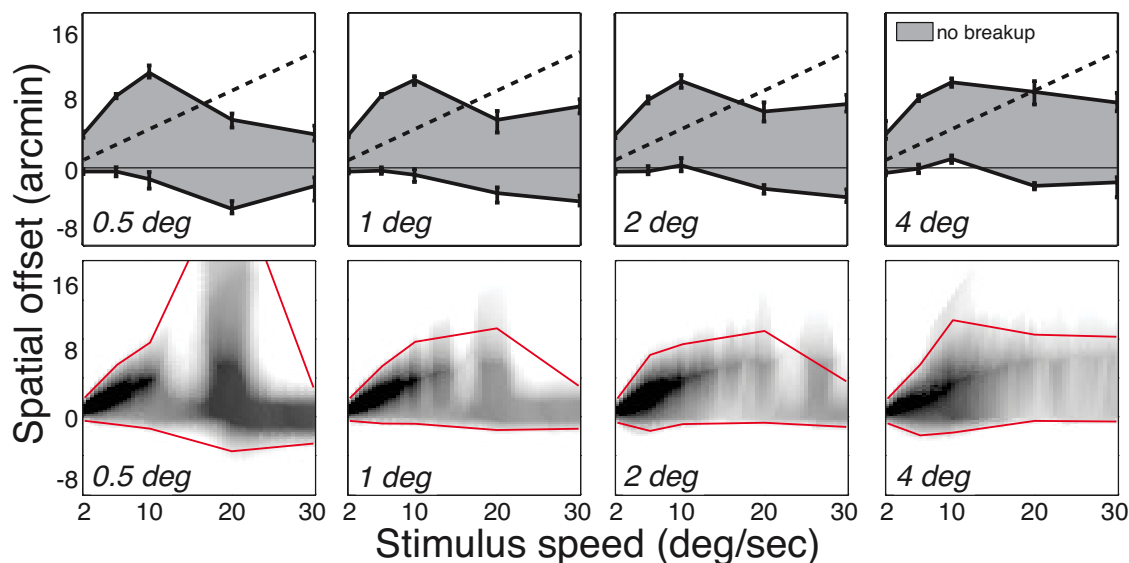 Spatial offset (arcmin)
16
8
0
-8
no breakup
0.5 deg
1 deg
2 deg
4 deg
16
8
0
-8
0.5 deg
1 deg
2 deg
4 deg
2 10 20 30 2 10 20 30 2 10 20 30 2 10 20 30
Stimulus speed (deg/sec)